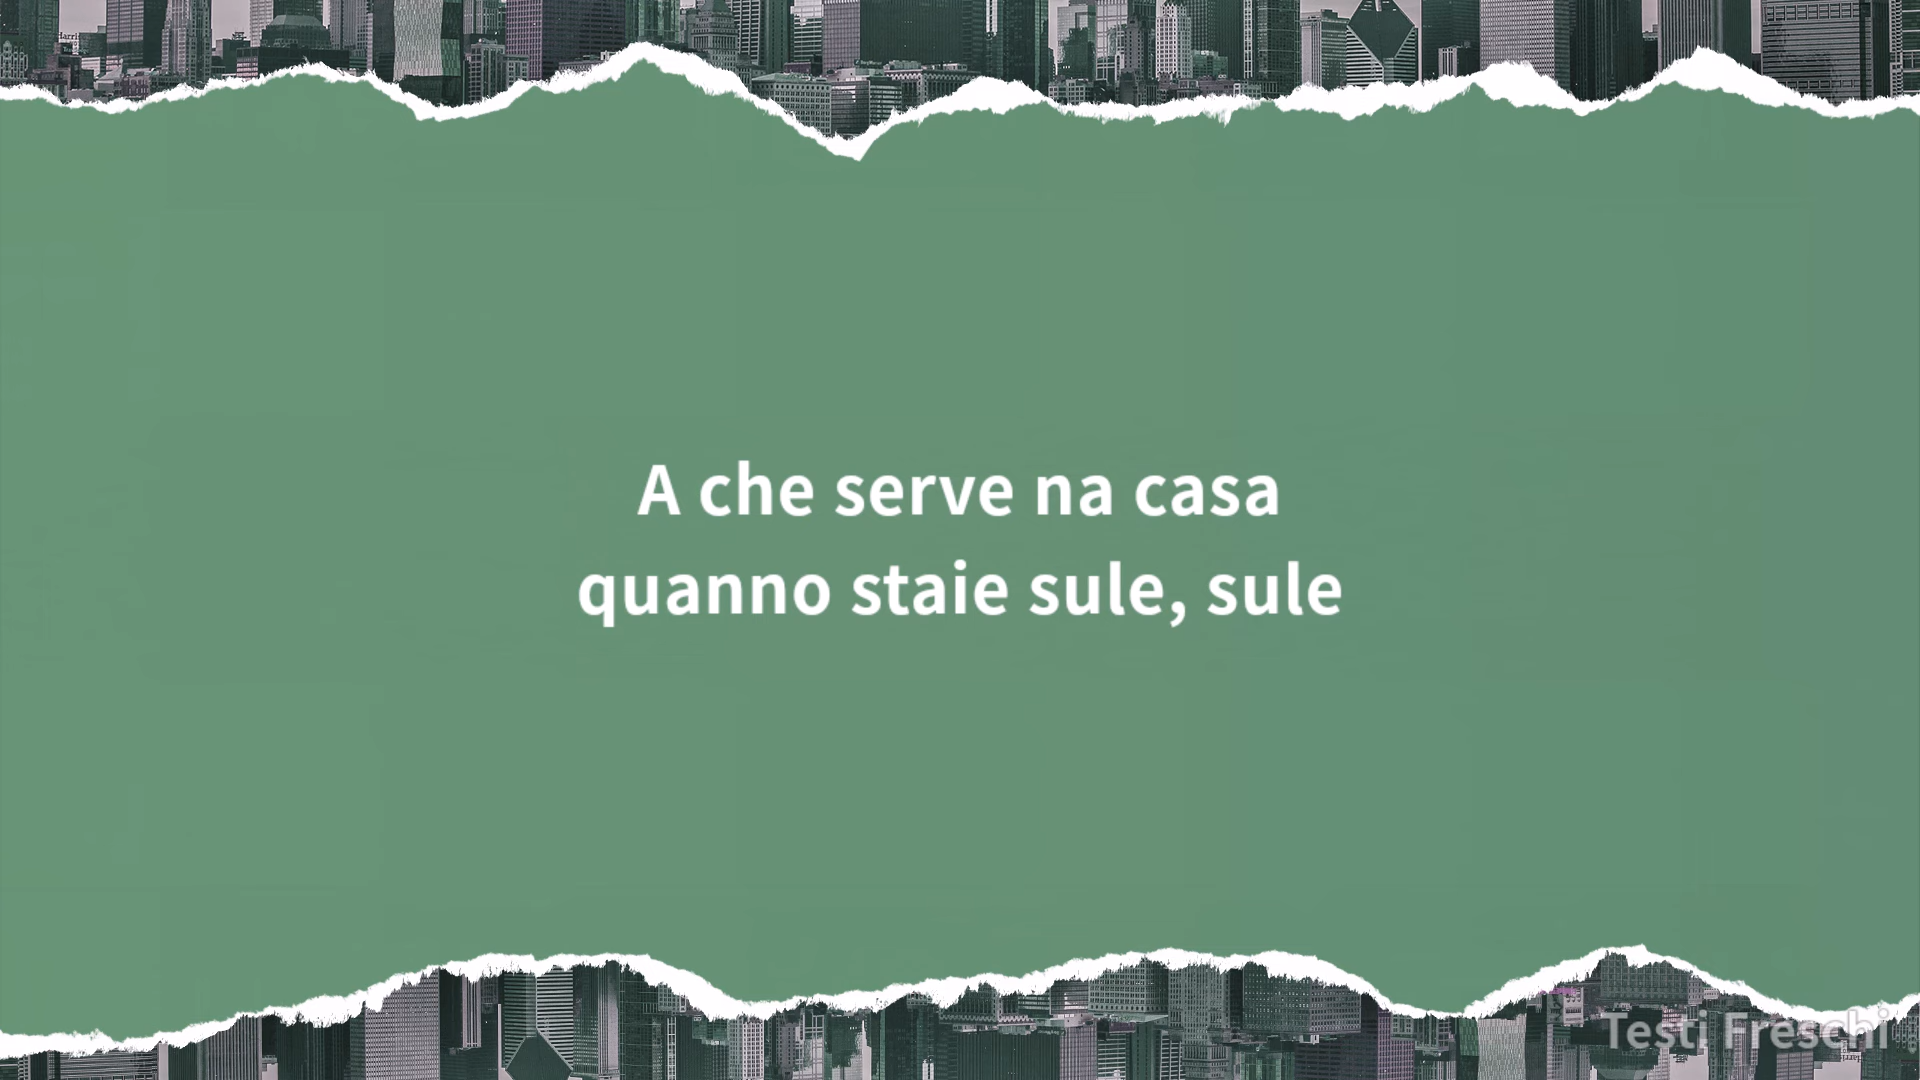 A che serve na casa
quanno staie sule, sule
Testi Freschi